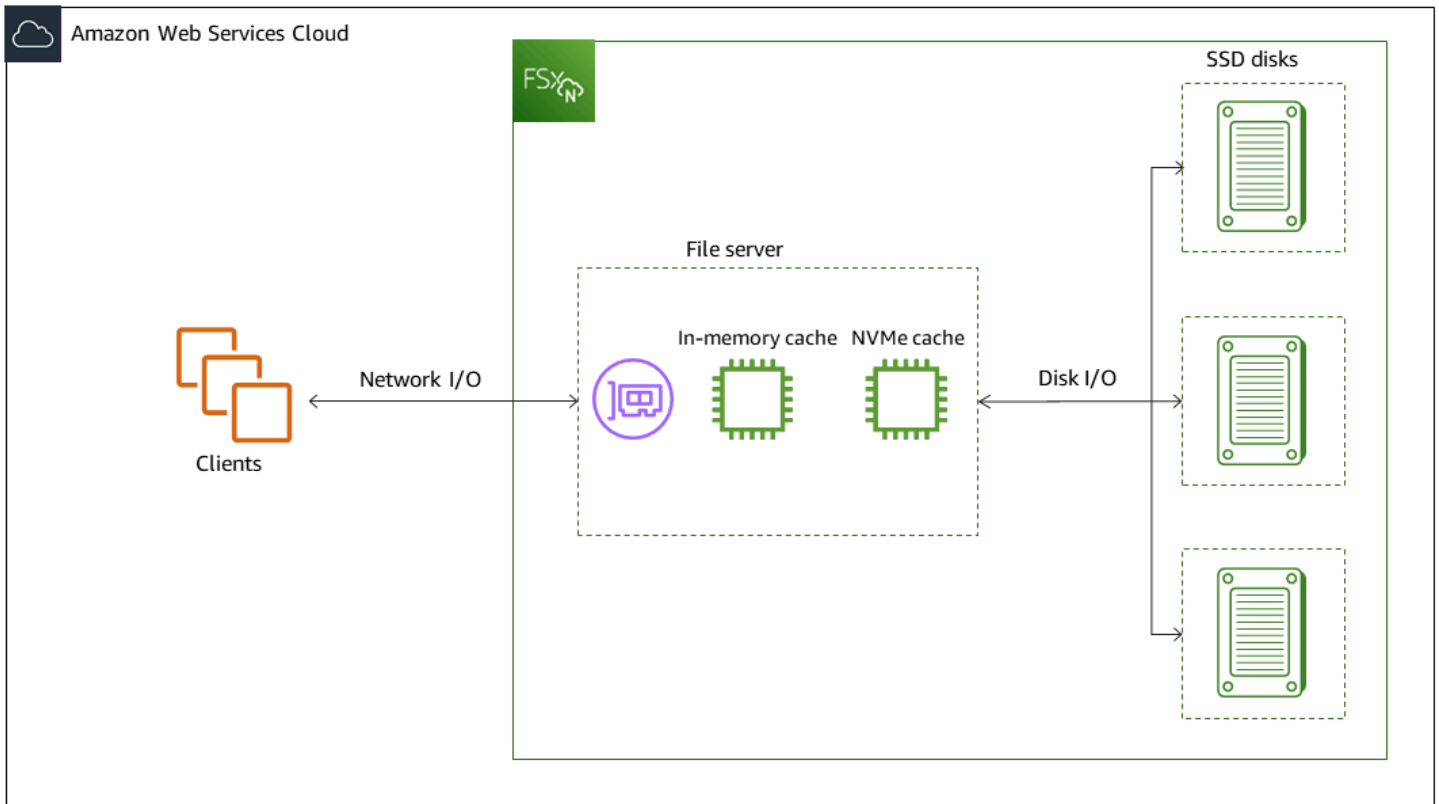 Amazon Web Services Cloud
FSx
N
SSD disks
File server
In-memory cache NVMe cache
Network I/O
Disk I/O
Clients